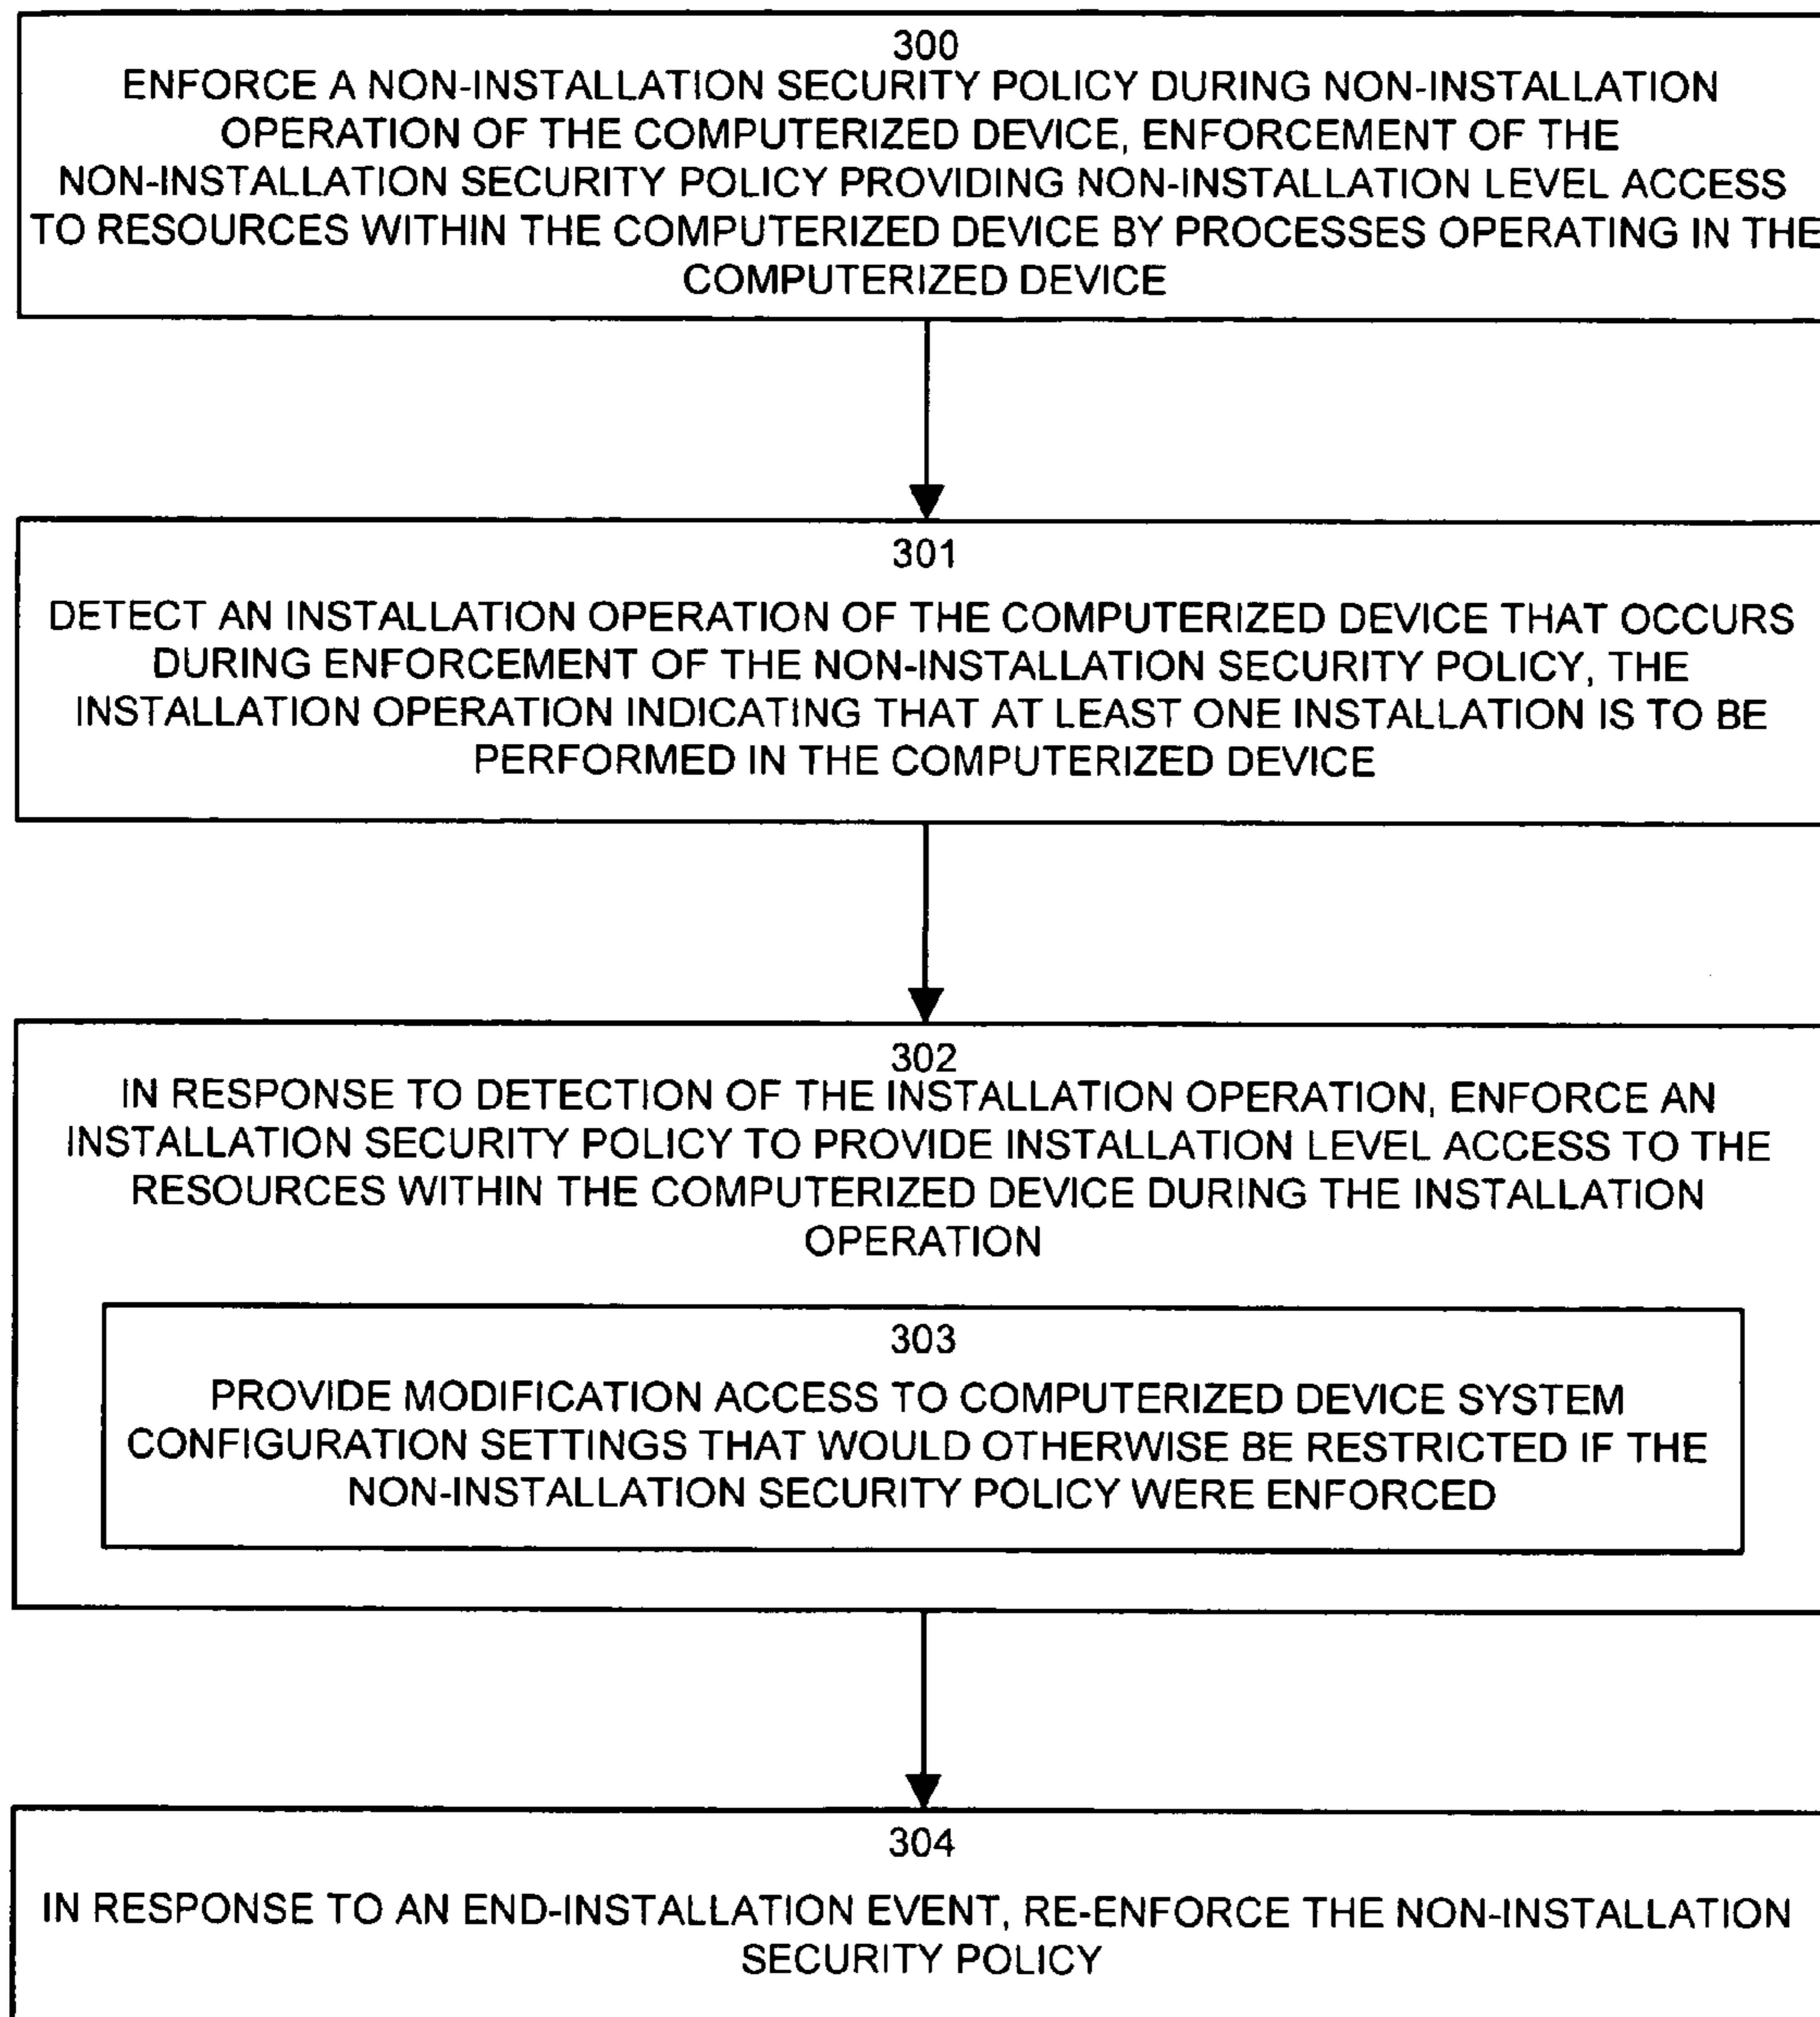 300
ENFORCE A NON-INSTALLATION SECURITY POLICY DURING NON-INSTALLATION
OPERATION OF THE COMPUTERIZED DEVICE, ENFORCEMENT OF THE
NON-INSTALLATION SECURITY POLICY PROVIDING NON-INSTALLATION LEVEL ACCESS
TO RESOURCES WITHIN THE COMPUTERIZED DEVICE BY PROCESSES OPERATING IN THE
COMPUTERIZED DEVICE
301
DETECT AN INSTALLATION OPERATION OF THE COMPUTERIZED DEVICE THAT OCCURS
DURING ENFORCEMENT OF THE NON-INSTALLATION SECURITY POLICY, THE
INSTALLATION OPERATION INDICATING THAT AT LEAST ONE INSTALLATION IS TO BE
PERFORMED IN THE COMPUTERIZED DEVICE
302
IN RESPONSE TO DETECTION OF THE INSTALLATION OPERATION, ENFORCE AN
INSTALLATION SECURITY POLICY TO PROVIDE INSTALLATION LEVEL ACCESS TO THE
RESOURCES WITHIN THE COMPUTERIZED DEVICE DURING THE INSTALLATION
OPERATION
303
PROVIDE MODIFICATION ACCESS TO COMPUTERIZED DEVICE SYSTEM
CONFIGURATION SETTINGS THAT WOULD OTHERWISE BE RESTRICTED IF THE
NON-INSTALLATION SECURITY POLICY WERE ENFORCED
304
IN RESPONSE TO AN END-INSTALLATION EVENT, RE-ENFORCE THE NON-INSTALLATION
SECURITY POLICY